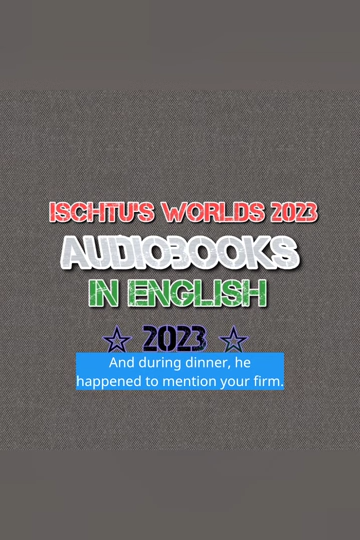 ISCHTU'S WORLDS 2023
AUDIOBOOKS
IN ENGLISH
☆ 2023 ☆
And during dinner, he
happened to mention your firm.